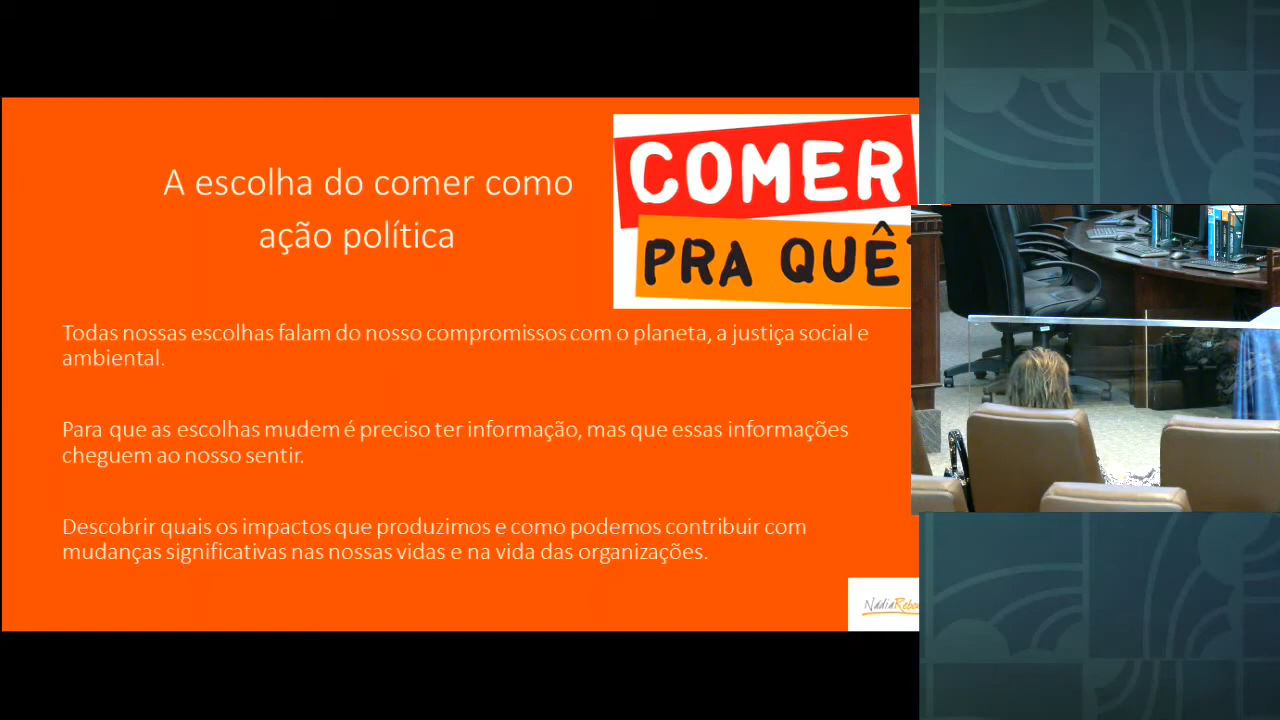 A escolha do comer como
ação política
COMER
PRA QUÊ
Todas nossas escolhas falam do nosso compromissos com o planeta, a justiça social e
ambiental.
Para que as escolhas mudem é preciso ter informação, mas que essas informações
cheguem ao nosso sentir.
Descobrir quais os impactos que produzimos e como podemos contribuir com
mudanças significativas nas nossas vidas e na vida das organizações.
Nádia